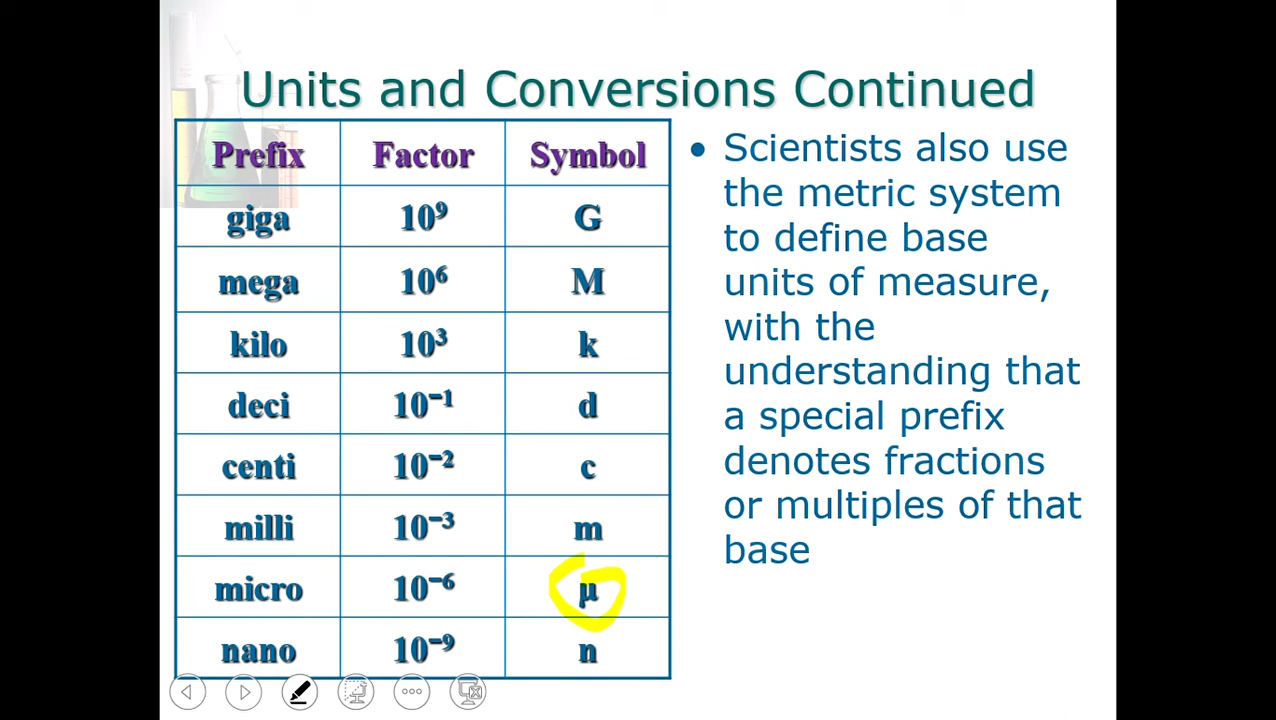 Units and Conversions Continued
Prefix Factor Symbol
giga 10⁹ G
mega 10⁶ M
kilo 10³ k
deci 10⁻¹ d
centi 10⁻² c
milli 10⁻³ m
micro 10⁻⁶ µ
nano 10⁻⁹ n
• Scientists also use
the metric system
to define base
units of measure,
with the
understanding that
a special prefix
denotes fractions
or multiples of that
base